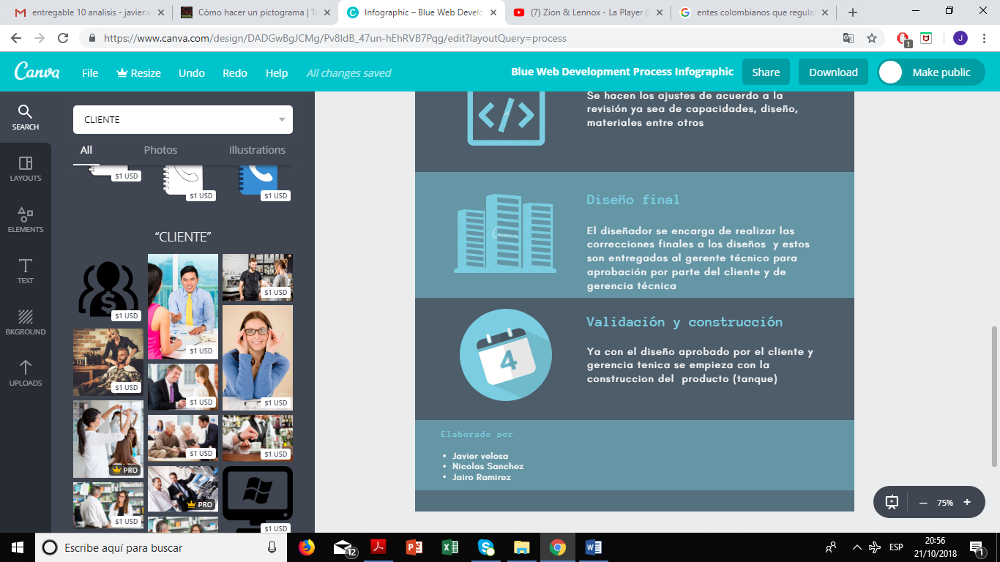 entregable 10 analisis - javier.v
Cómo hacer un pictograma | Te
Infographic – Blue Web Develo
(7) Zion & Lennox - La Player (
entes colombianos que regula
https://www.canva.com/design/DADGwBgJCMg/Pv8IdB_47un-hEhRVB7Pqg/edit?layoutQuery=process
1
J
Canva
File
Resize
Undo
Redo
Help
All changes saved
Blue Web Development Process Infographic
Share
Download
Make public
SEARCH
LAYOUTS
ELEMENTS
TEXT
BKGROUND
UPLOADS
CLIENTE
All
Photos
Illustrations
$1 USD
$1 USD
$1 USD
“CLIENTE”
$1 USD
$1 USD
$1 USD
$1 USD
$1 USD
$1 USD
$1 USD
$1 USD
PRO
PRO
$1 USD
$1 USD
Se hacen los ajustes de acuerdo a la
revisión ya sea de capacidades, diseño,
materiales entre otros
Diseño final
El diseñador se encarga de realizar las
correcciones finales a los diseños y estos
son entregados al gerente técnico para
aprobación por parte del cliente y de
gerencia técnica
4
Validación y construcción
Ya con el diseño aprobado por el cliente y
gerencia tenica se empieza con la
construccion del producto (tanque)
Elaborado por
• Javier velosa
• Nicolas Sanchez
• Jairo Ramirez
75%
Escribe aquí para buscar
12
ESP
20:56
21/10/2018
1